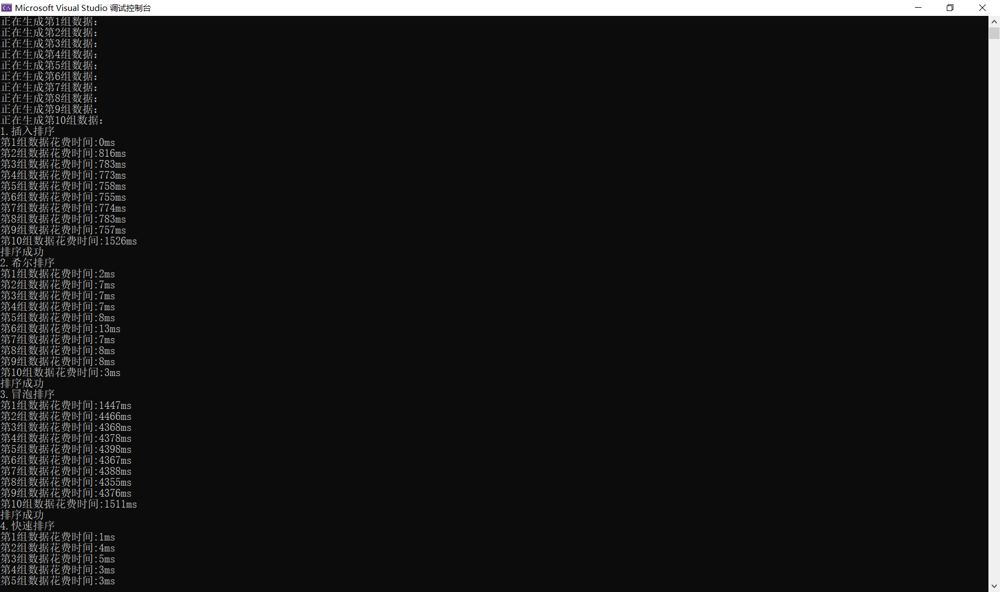 Microsoft Visual Studio 调试控制台
正在生成第1组数据：
正在生成第2组数据：
正在生成第3组数据：
正在生成第4组数据：
正在生成第5组数据：
正在生成第6组数据：
正在生成第7组数据：
正在生成第8组数据：
正在生成第9组数据：
正在生成第10组数据：
1.插入排序
第1组数据花费时间:0ms
第2组数据花费时间:816ms
第3组数据花费时间:783ms
第4组数据花费时间:773ms
第5组数据花费时间:758ms
第6组数据花费时间:755ms
第7组数据花费时间:774ms
第8组数据花费时间:783ms
第9组数据花费时间:757ms
第10组数据花费时间:1526ms
排序成功
2.希尔排序
第1组数据花费时间:2ms
第2组数据花费时间:7ms
第3组数据花费时间:7ms
第4组数据花费时间:7ms
第5组数据花费时间:8ms
第6组数据花费时间:13ms
第7组数据花费时间:7ms
第8组数据花费时间:8ms
第9组数据花费时间:8ms
第10组数据花费时间:3ms
排序成功
3.冒泡排序
第1组数据花费时间:1447ms
第2组数据花费时间:4466ms
第3组数据花费时间:4368ms
第4组数据花费时间:4378ms
第5组数据花费时间:4398ms
第6组数据花费时间:4367ms
第7组数据花费时间:4388ms
第8组数据花费时间:4355ms
第9组数据花费时间:4376ms
第10组数据花费时间:1511ms
排序成功
4.快速排序
第1组数据花费时间:1ms
第2组数据花费时间:4ms
第3组数据花费时间:5ms
第4组数据花费时间:3ms
第5组数据花费时间:3ms